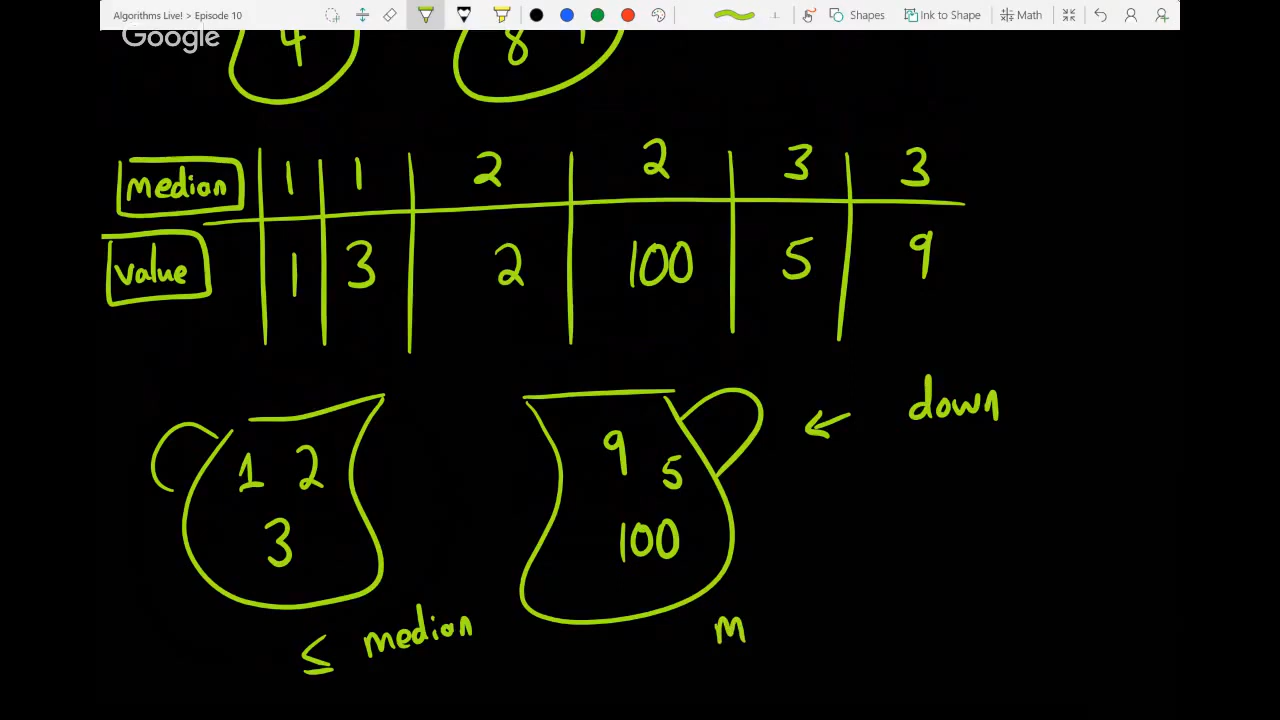 Algorithms Live! > Episode 10
Shapes
Ink to Shape
Math
Google
4 8
median 1 1 2 2 3 3
value 1 3 2 100 5 9
down
1 2 9 5
3 100
≤ median m